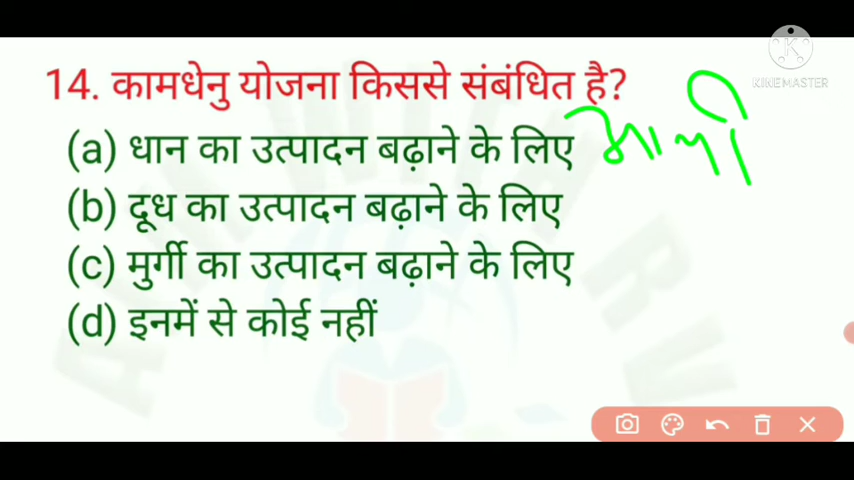 KINEMASTER
14. कामधेनु योजना किससे संबंधित है?
(a) धान का उत्पादन बढ़ाने के लिए
(b) दूध का उत्पादन बढ़ाने के लिए
(c) मुर्गी का उत्पादन बढ़ाने के लिए
(d) इनमें से कोई नहीं